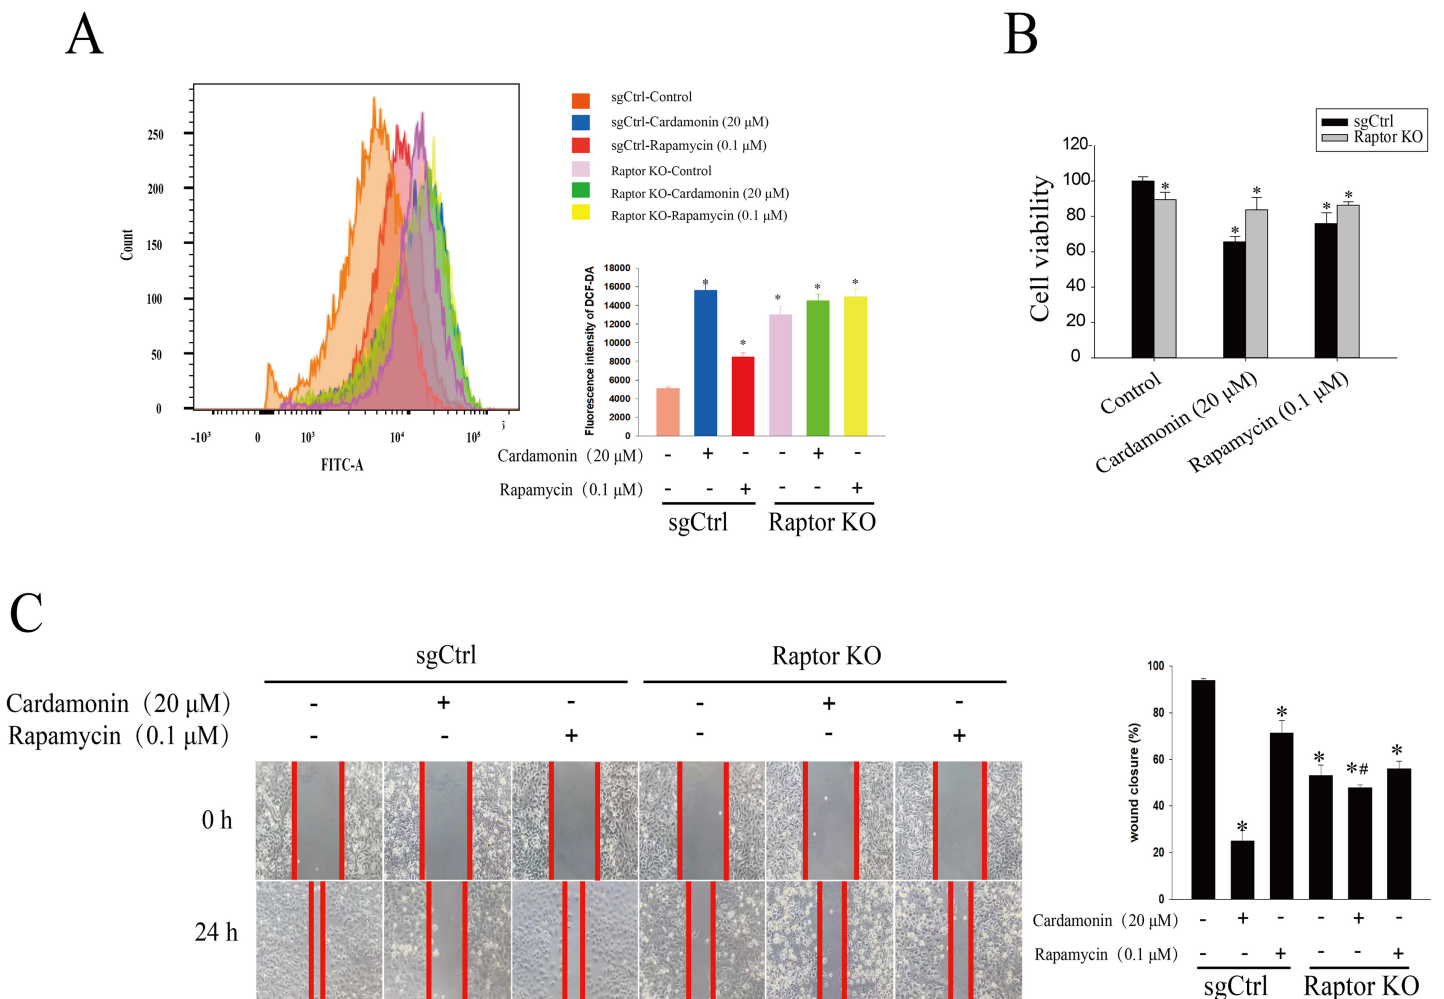 A
B
sgCtrl-Control
sgCtrl-Cardamonin (20 μM)
sgCtrl-Rapamycin (0.1 μM)
Raptor KO-Control
Raptor KO-Cardamonin (20 μM)
Raptor KO-Rapamycin (0.1 μM)
Count
250
200
150
100
50
0
-10³ 0 10³ 10⁴ 10⁵
FITC-A
Fluorescence intensity of DCF-DA
18000
16000
14000
12000
10000
8000
6000
4000
2000
0
* * * * *
Cardamonin (20 μM) - + - - + -
Rapamycin (0.1 μM) - - + - - +
sgCtrl Raptor KO
sgCtrl
Raptor KO
Cell viability
120
100
80
60
40
20
0
* * * * *
Control
Cardamonin (20 μM)
Rapamycin (0.1 μM)
C
sgCtrl Raptor KO
Cardamonin (20 μM) - + - - + -
Rapamycin (0.1 μM) - - + - - +
0 h
24 h
wound closure (%)
100
80
60
40
20
0
* * * *# *
Cardamonin (20 μM) - + - - + -
Rapamycin (0.1 μM) - - + - - +
sgCtrl Raptor KO